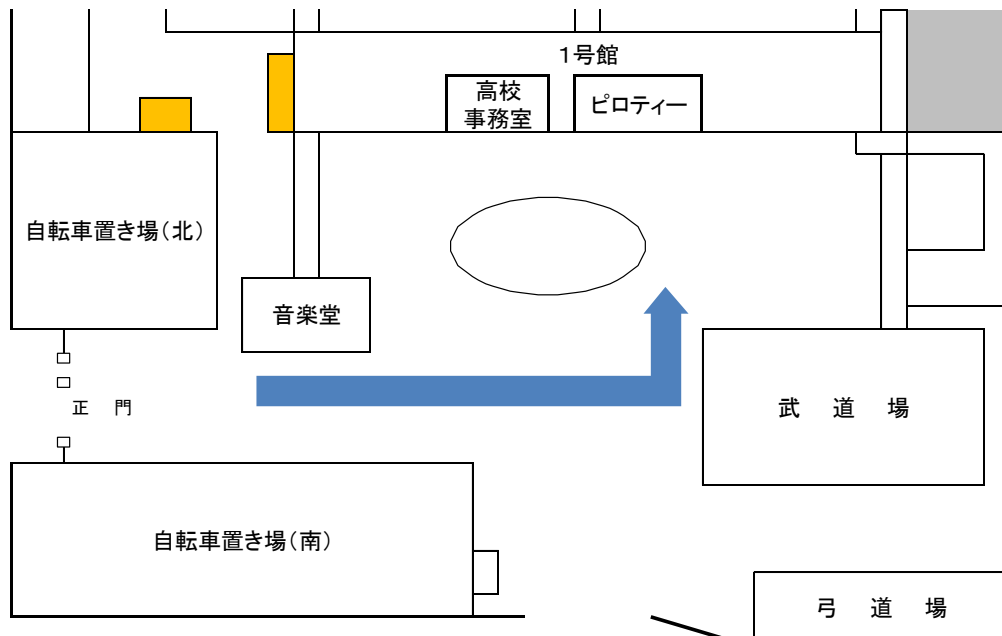 1号館
高校
事務室
ピロティー
自転車置き場(北)
音楽堂
正 門
武 道 場
自転車置き場(南)
弓 道 場